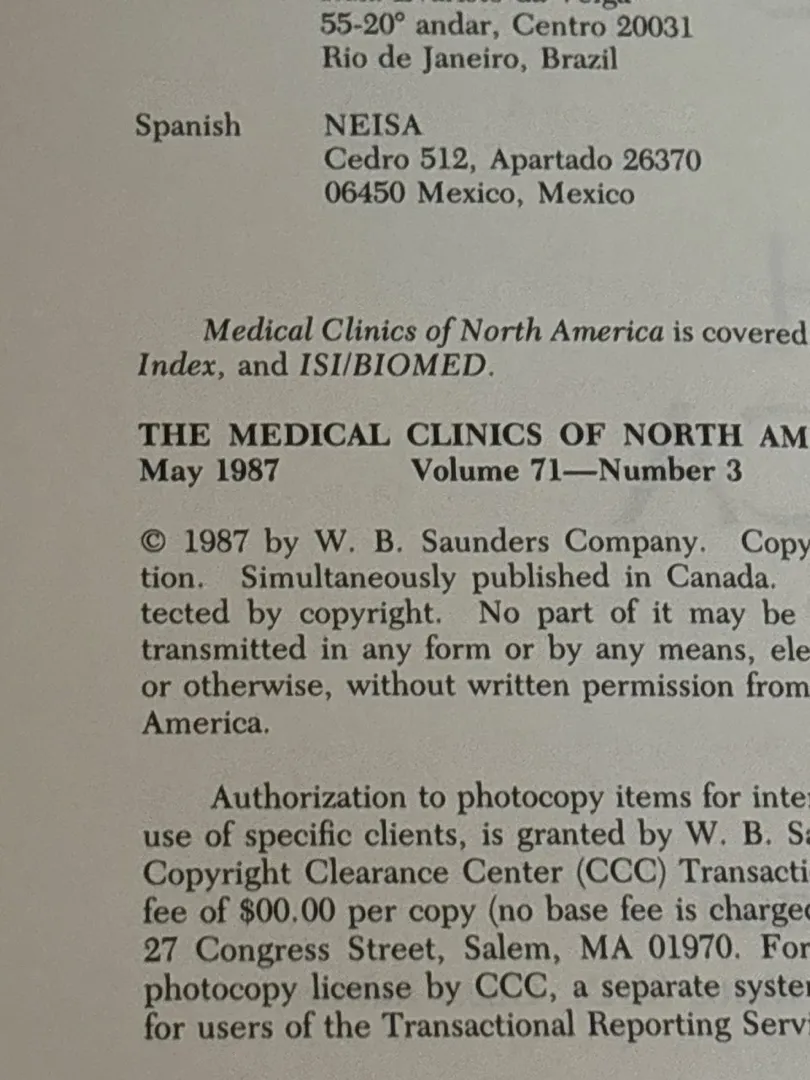 55-20° andar, Centro 20031
Rio de Janeiro, Brazil
Spanish NEISA
Cedro 512, Apartado 26370
06450 Mexico, Mexico
Medical Clinics of North America is covered
Index, and ISI/BIOMED.
THE MEDICAL CLINICS OF NORTH AM
May 1987 Volume 71—Number 3
© 1987 by W. B. Saunders Company. Copy
tion. Simultaneously published in Canada.
tected by copyright. No part of it may be
transmitted in any form or by any means, ele
or otherwise, without written permission from
America.
Authorization to photocopy items for inte
use of specific clients, is granted by W. B. Sa
Copyright Clearance Center (CCC) Transacti
fee of $00.00 per copy (no base fee is charged
27 Congress Street, Salem, MA 01970. For
photocopy license by CCC, a separate syste
for users of the Transactional Reporting Servi